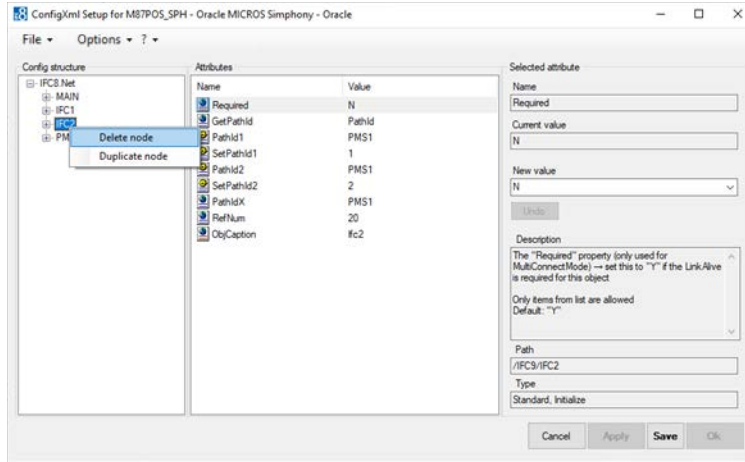 ConfigXml Setup for M87POS_SPH - Oracle MICROS Simphony - Oracle
File Options ?
Config structure
IFC8.Net
MAIN
IFC1
IFC2
PM
Delete node
Duplicate node
Attributes
Name Value
Required N
GetPathId PathId
PathId1 PMS1
SetPathId1 1
PathId2 PMS1
SetPathId2 2
PathIdX PMS1
RefNum 20
ObjCaption Ifc2
Selected attribute
Name
Required
Current value
N
New value
N
Undo
Description
The "Required" property (only used for
MultiConnectMode) → set this to "Y" if the LinkAlive
is required for this object
Only items from list are allowed
Default: "Y"
Path
/IFC9/IFC2
Type
Standard, Initialize
Cancel Apply Save Ok